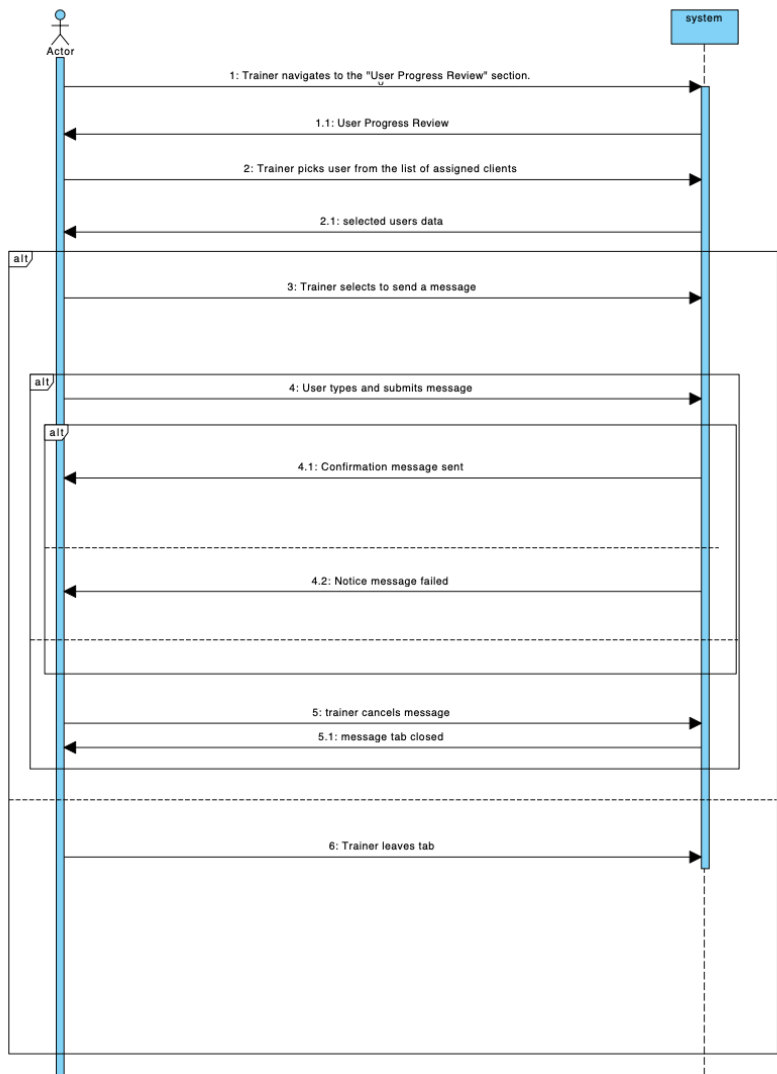 system
Actor
1: Trainer navigates to the "User Progress Review" section.
1.1: User Progress Review
2: Trainer picks user from the list of assigned clients
2.1: selected users data
alt
3: Trainer selects to send a message
alt
4: User types and submits message
alt
4.1: Confirmation message sent
4.2: Notice message failed
5: trainer cancels message
5.1: message tab closed
6: Trainer leaves tab